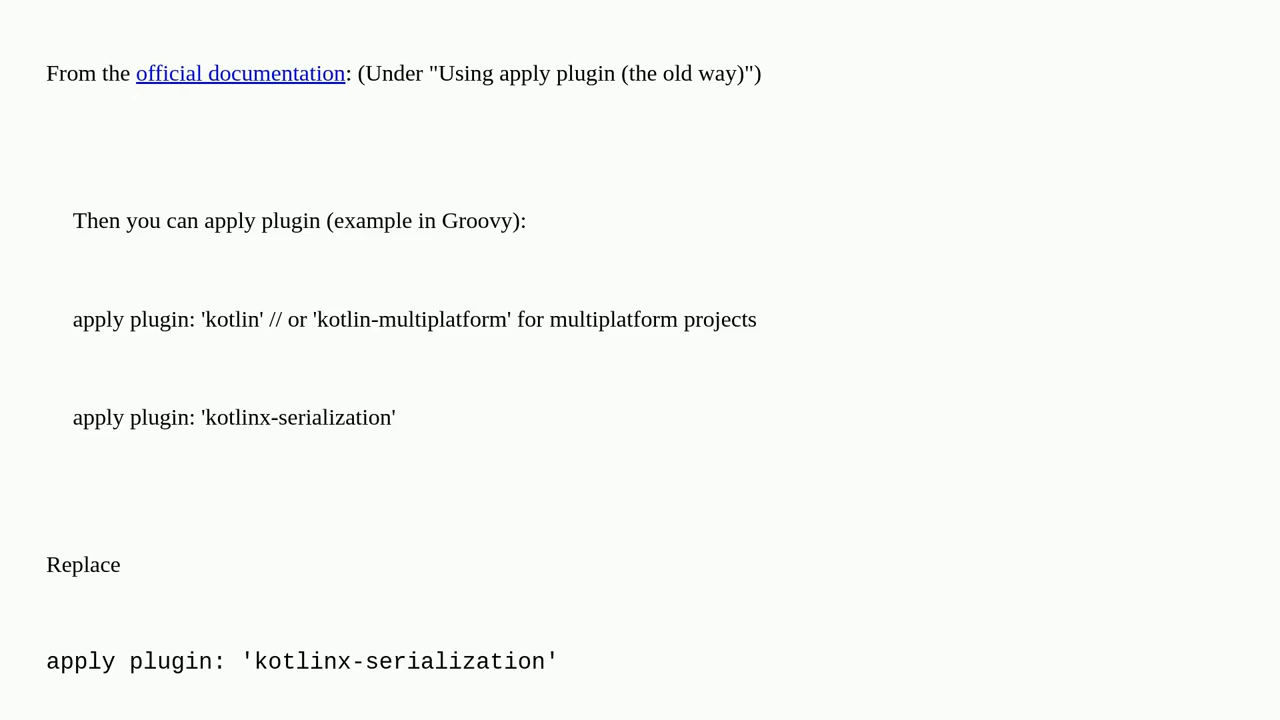 From the official documentation: (Under "Using apply plugin (the old way)")
Then you can apply plugin (example in Groovy):
apply plugin: 'kotlin' // or 'kotlin-multiplatform' for multiplatform projects
apply plugin: 'kotlinx-serialization'
Replace
apply plugin: 'kotlinx-serialization'